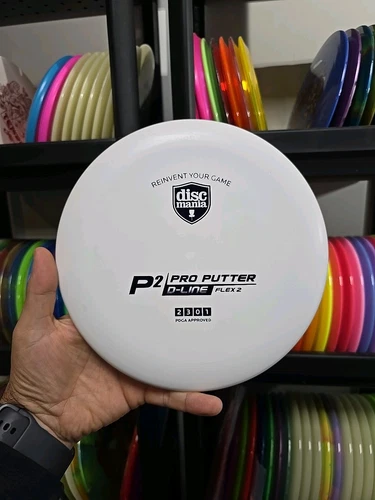 REINVENT YOUR GAME
disc
mania
P2 PRO PUTTER
D-LINE FLEX 2
2 3 0 1
PDGA APPROVED